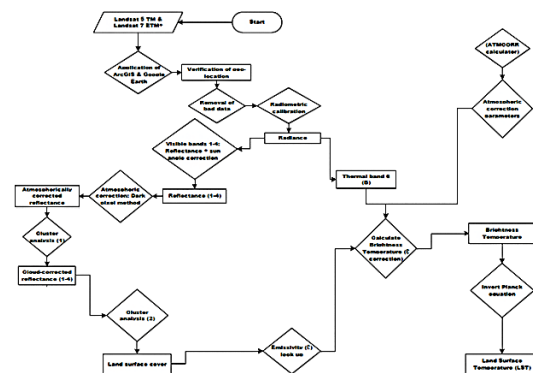 Landsat 5 TM &
Landsat 7 ETM+
Start
Application of
ArcGIS & Google
Earth
Verification of geo-
location
Removal of
bad data
Radiometric
calibration
Radiance
Visible bands 1-4:
Reflectance + sun
angle correction
Reflectance (1-4)
Atmospheric
correction: Dark
pixel method
Atmospherically
corrected
reflectance
Cluster
analysis (1)
Cloud-corrected
reflectance (1-4)
Cluster
analysis (2)
Land surface cover
Emissivity (
look up
Thermal band 6
Calculate
Brightness
Temperature (
correction)
(ATMCORR
calculator)
Atmospheric
correction
parameters
Brightness
Temperature
Invert Planck
equation
Land Surface
Temperature (LST)